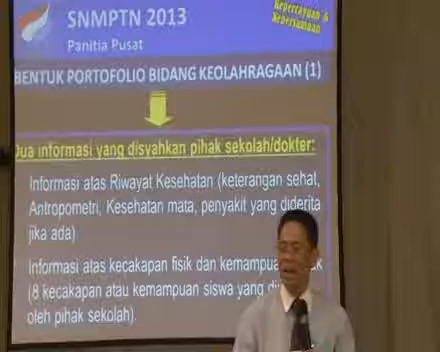 Kepercayaan &
Kebersamaan
SNMPTN 2013
Panitia Pusat
BENTUK PORTOFOLIO BIDANG KEOLAHRAGAAN (1)
Dua informasi yang disyahkan pihak sekolah/dokter:
Informasi atas Riwayat Kesehatan (keterangan sehat,
Antropometri, Kesehatan mata, penyakit yang diderita
jika ada)
Informasi atas kecakapan fisik dan
(8 kecakapan atau kemampuan siswa yang
oleh pihak sekolah).